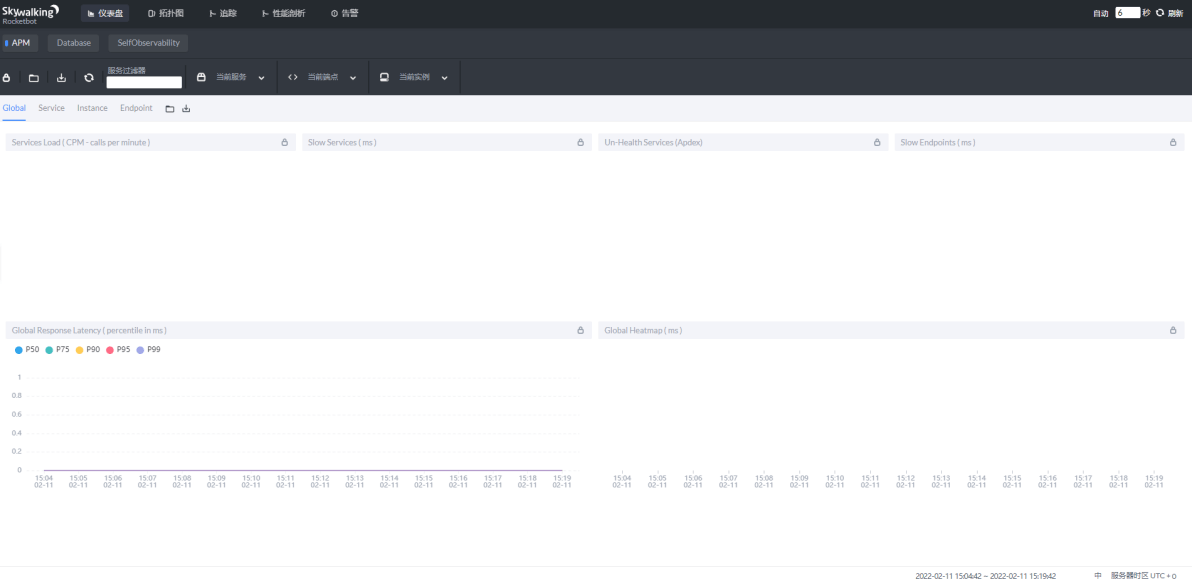 Skywalking
Rocketbot
仪表盘 拓扑图 追踪 性能剖析 告警 自动 6 秒 刷新
APM Database SelfObservability
服务过滤器
当前服务 当前端点 当前实例
Global Service Instance Endpoint
Services Load ( CPM - calls per minute ) Slow Services ( ms ) Un-Health Services (Apdex) Slow Endpoints ( ms )
Global Response Latency ( percentile in ms ) Global Heatmap ( ms )
P50 P75 P90 P95 P99
1
0.8
0.6
0.4
0.2
0
15:04 15:05 15:06 15:07 15:08 15:09 15:10 15:11 15:12 15:13 15:14 15:15 15:16 15:17 15:18 15:19 15:04 15:05 15:06 15:07 15:08 15:09 15:10 15:11 15:12 15:13 15:14 15:15 15:16 15:17 15:18 15:19
02-11 02-11 02-11 02-11 02-11 02-11 02-11 02-11 02-11 02-11 02-11 02-11 02-11 02-11 02-11 02-11 02-11 02-11 02-11 02-11 02-11 02-11 02-11 02-11 02-11 02-11 02-11 02-11 02-11 02-11 02-11 02-11
2022-02-11 15:04:42 ~ 2022-02-11 15:19:42 中 服务器时区 UTC + 0